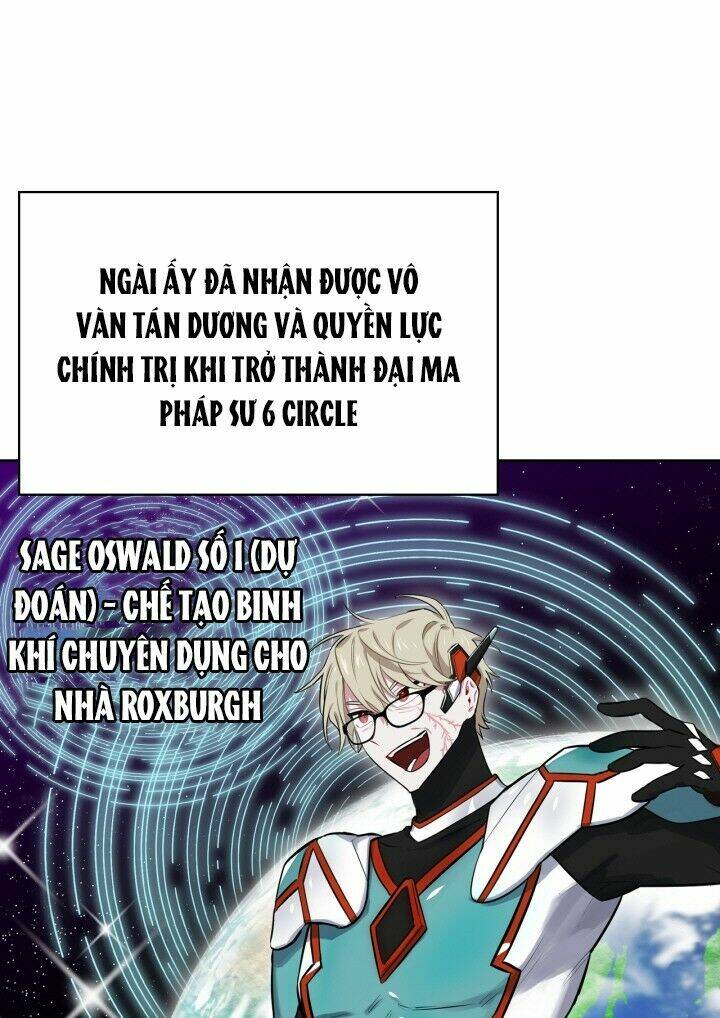 NGÀI ẤY ĐÃ NHẬN ĐƯỢC VÔ
VÀN TÁN DƯƠNG VÀ QUYỀN LỰC
CHÍNH TRỊ KHI TRỞ THÀNH ĐẠI MA
PHÁP SƯ 6 CIRCLE
SAGE OSWALD SỐ 1 (DỰ
ĐOÁN) - CHẾ TẠO BINH
KHÍ CHUYÊN DỤNG CHO
NHÀ ROXBURGH